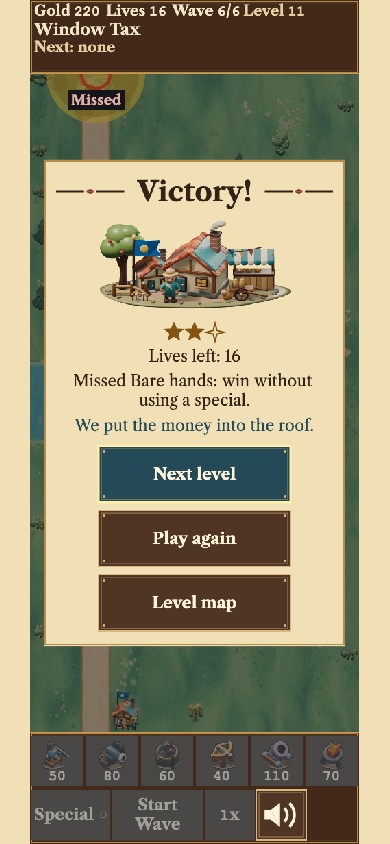 Gold 220 Lives 16 Wave 6/6 Level 11
Window Tax
Next: none
Missed
Victory!
Lives left: 16
Missed Bare hands: win without
using a special.
We put the money into the roof.
Next level
Play again
Level map
50 80 60 40 110 70
Special
Start
Wave
1x